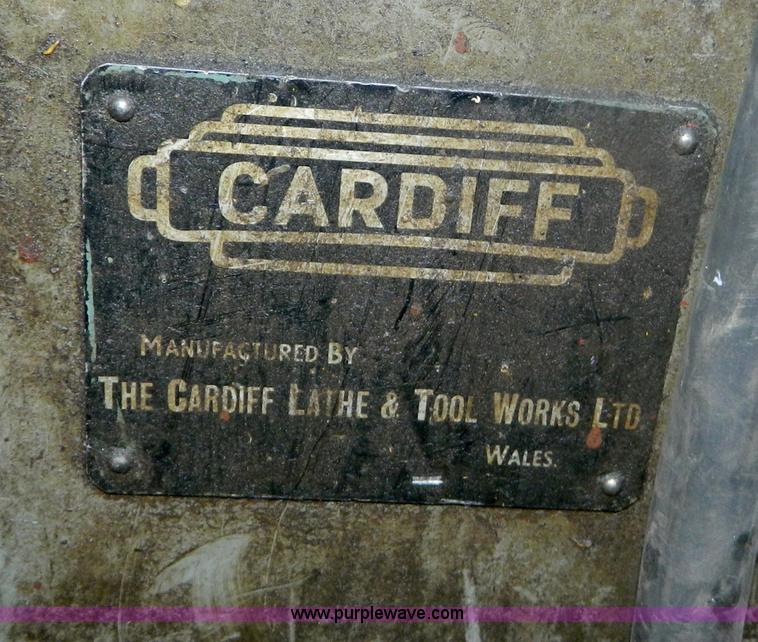 CARDIFF
MANUFACTURED BY
THE CARDIFF LATHE & TOOL WORKS LTD
WALES.
www.purplewave.com